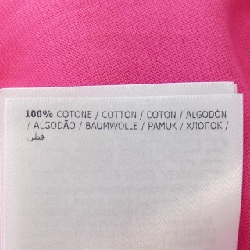 100% COTONE / COTTON / COTON / ALGODÓN
/ ALGODÃO / BAUMWOLLE / PAMUK / ХЛОПОК /
قطن